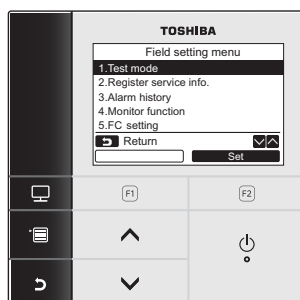 TOSHIBA
Field setting menu
1.Test mode
2.Register service info.
3.Alarm history
4.Monitor function
5.FC setting
Return
Set
F1
F2